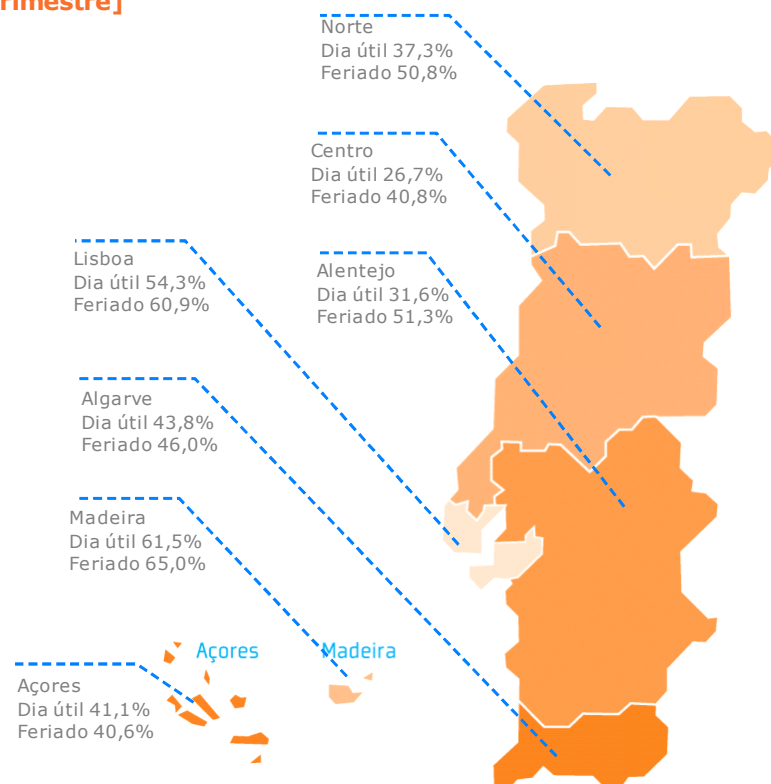 rimestre]
Norte
Dia útil 37,3%
Feriado 50,8%
Centro
Dia útil 26,7%
Feriado 40,8%
Lisboa
Dia útil 54,3%
Feriado 60,9%
Alentejo
Dia útil 31,6%
Feriado 51,3%
Algarve
Dia útil 43,8%
Feriado 46,0%
Madeira
Dia útil 61,5%
Feriado 65,0%
Açores
Madeira
Açores
Dia útil 41,1%
Feriado 40,6%